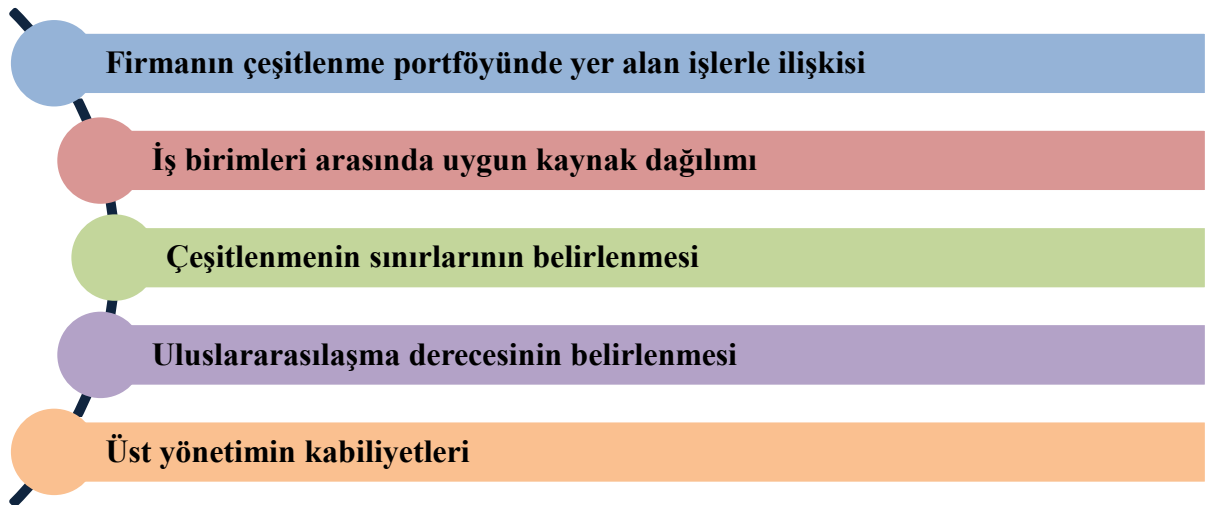 Firmanın çeşitlenme portföyünde yer alan işlerle ilişkisi
İş birimleri arasında uygun kaynak dağılımı
Çeşitlenmenin sınırlarının belirlenmesi
Uluslararasılaşma derecesinin belirlenmesi
Üst yönetimin kabiliyetleri